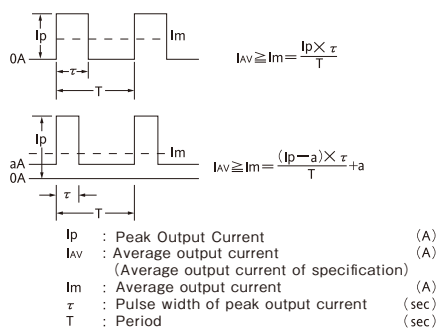 Ip
Im
0A
τ
T
IAV≧Im=Ip×τ/T
Ip
Im
aA
0A
τ
T
IAV≧Im=(Ip−a)×τ/T+a
Ip : Peak Output Current (A)
IAV : Average output current (A)
(Average output current of specification)
Im : Average output current (A)
τ : Pulse width of peak output current (sec)
T : Period (sec)